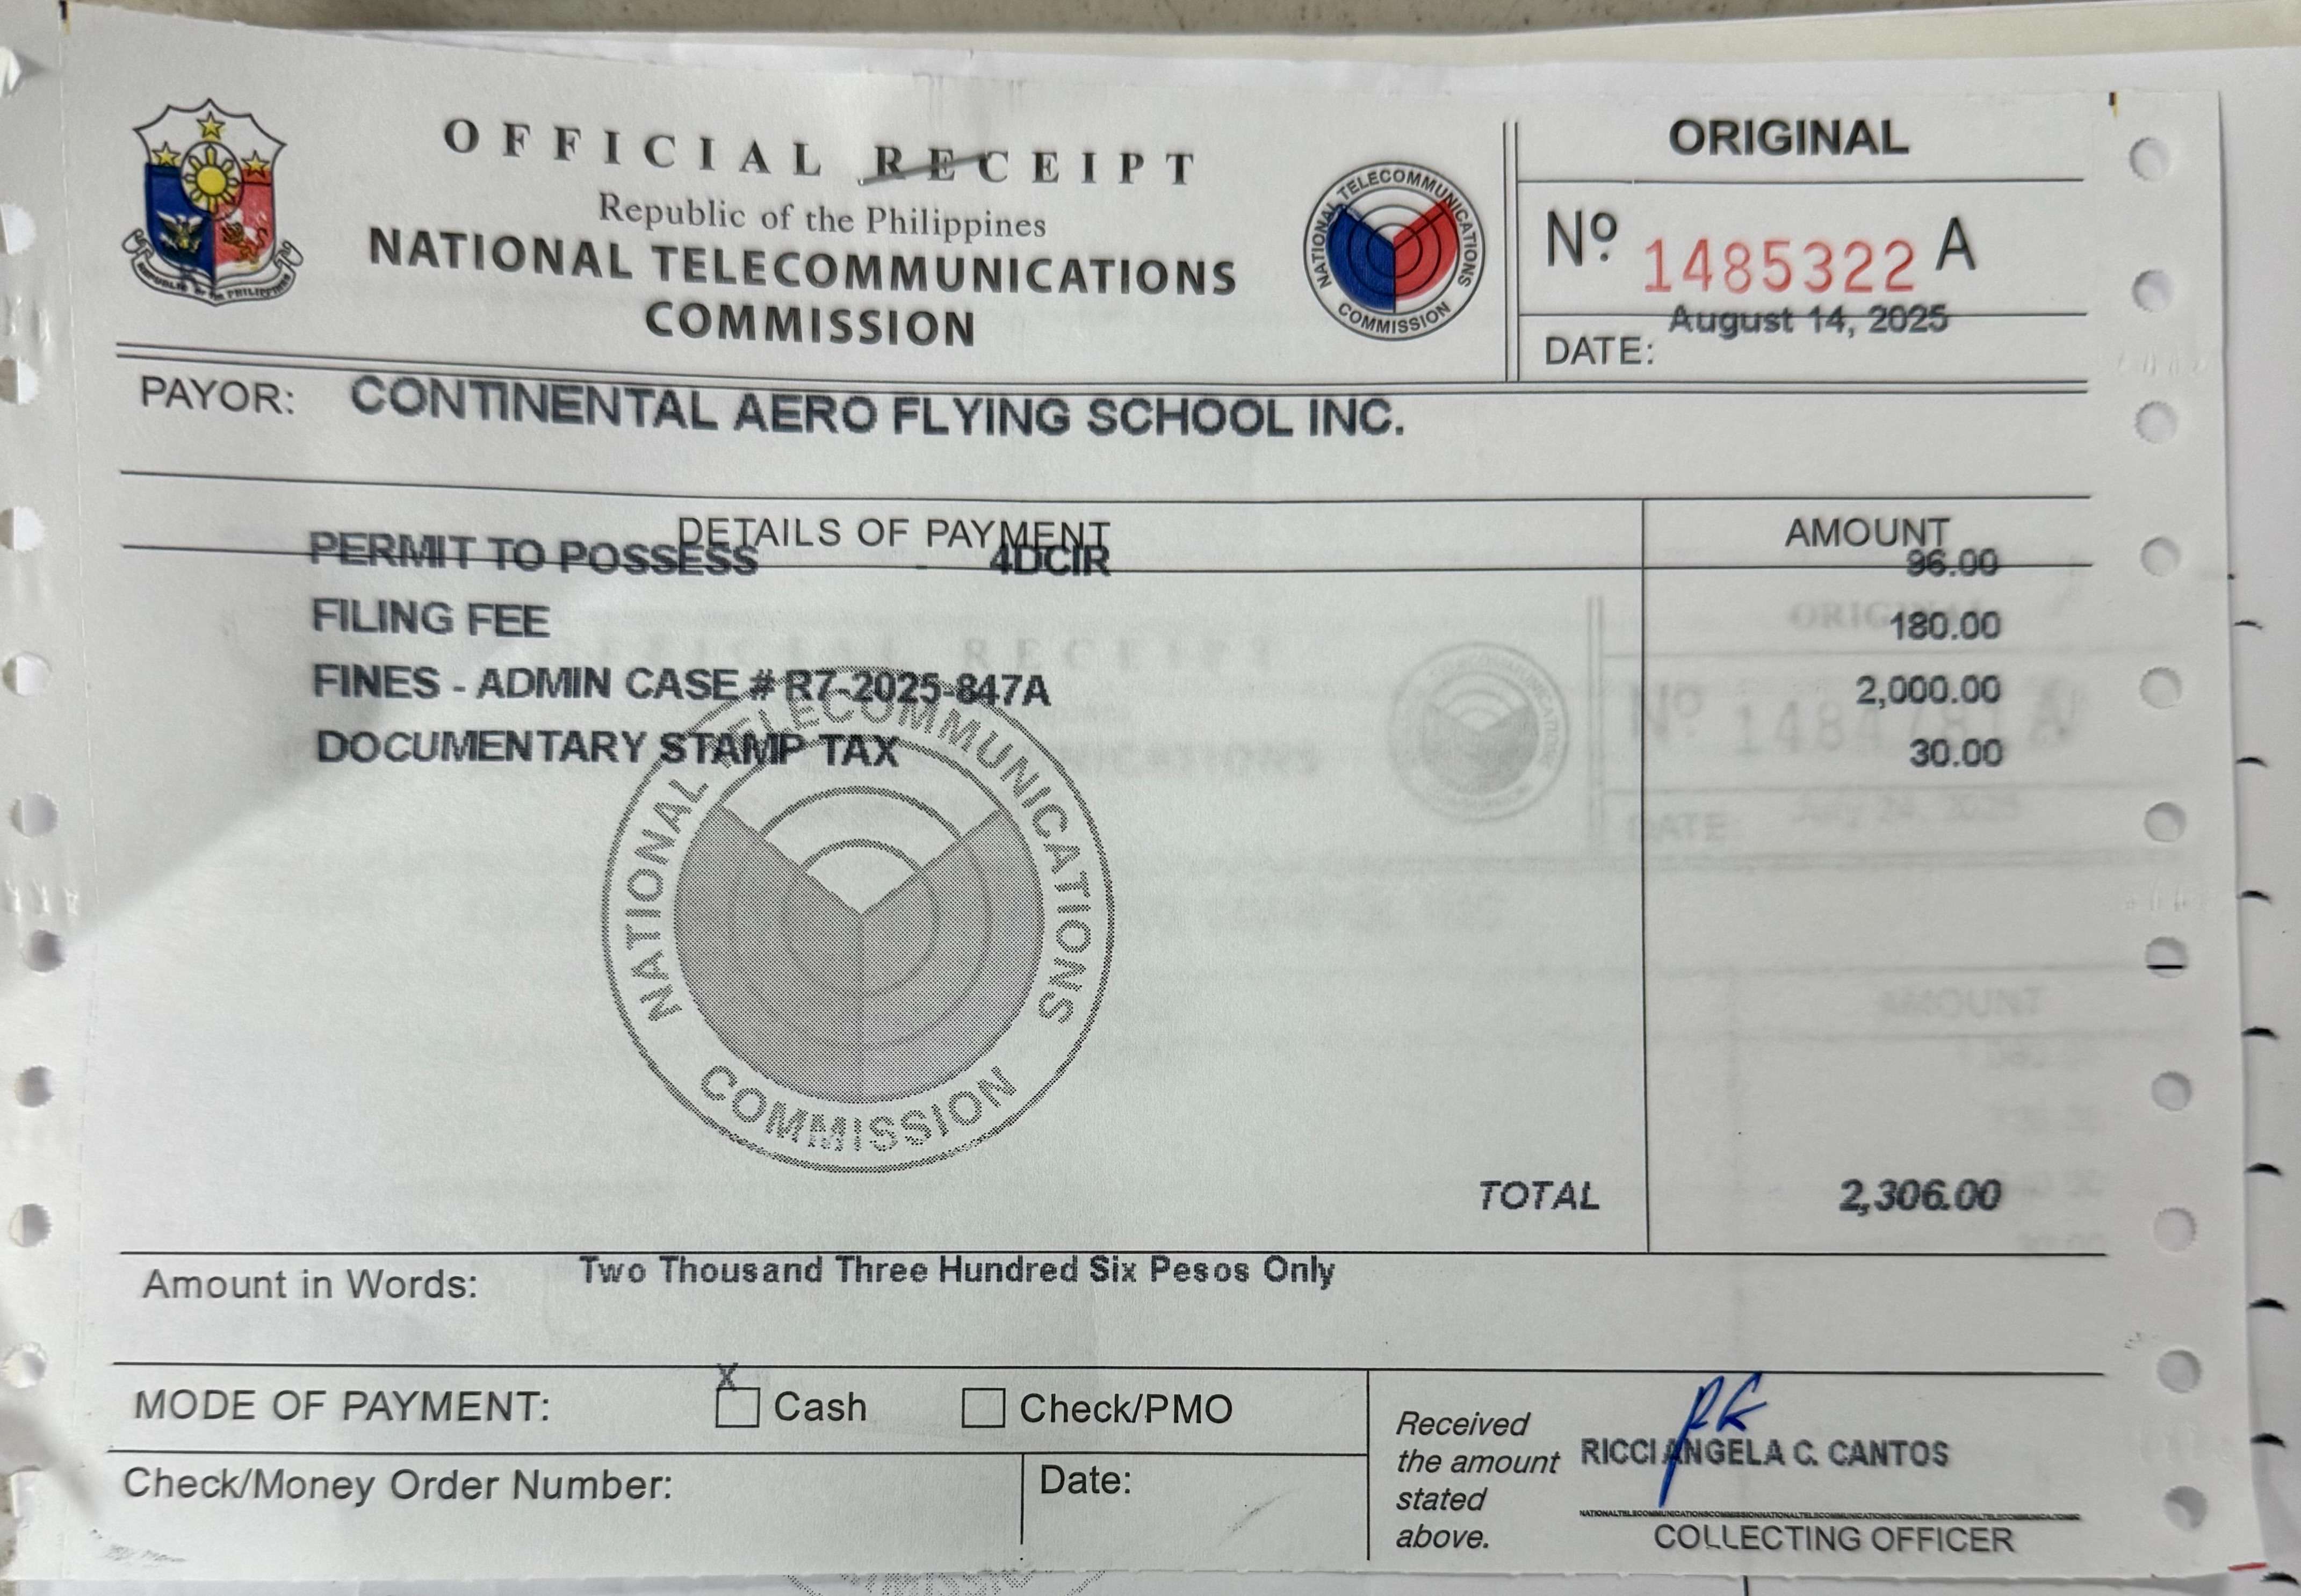 OFFICIAL RECEIPT
Republic of the Philippines
NATIONAL TELECOMMUNICATIONS
COMMISSION
NATIONAL TELECOMMUNICATIONS COMMISSION
ORIGINAL
Nº 1485322 A
DATE: August 14, 2025
PAYOR: CONTINENTAL AERO FLYING SCHOOL INC.
DETAILS OF PAYMENT AMOUNT
PERMIT TO POSSESS - 4DCIR 96.00
FILING FEE 180.00
FINES - ADMIN CASE # R7-2025-847A 2,000.00
DOCUMENTARY STAMP TAX 30.00
NATIONAL TELECOMMUNICATIONS COMMISSION
TOTAL 2,306.00
Amount in Words: Two Thousand Three Hundred Six Pesos Only
MODE OF PAYMENT: X Cash Check/PMO
Check/Money Order Number: Date:
Received
the amount
stated
above.
RICCI ANGELA C. CANTOS
COLLECTING OFFICER